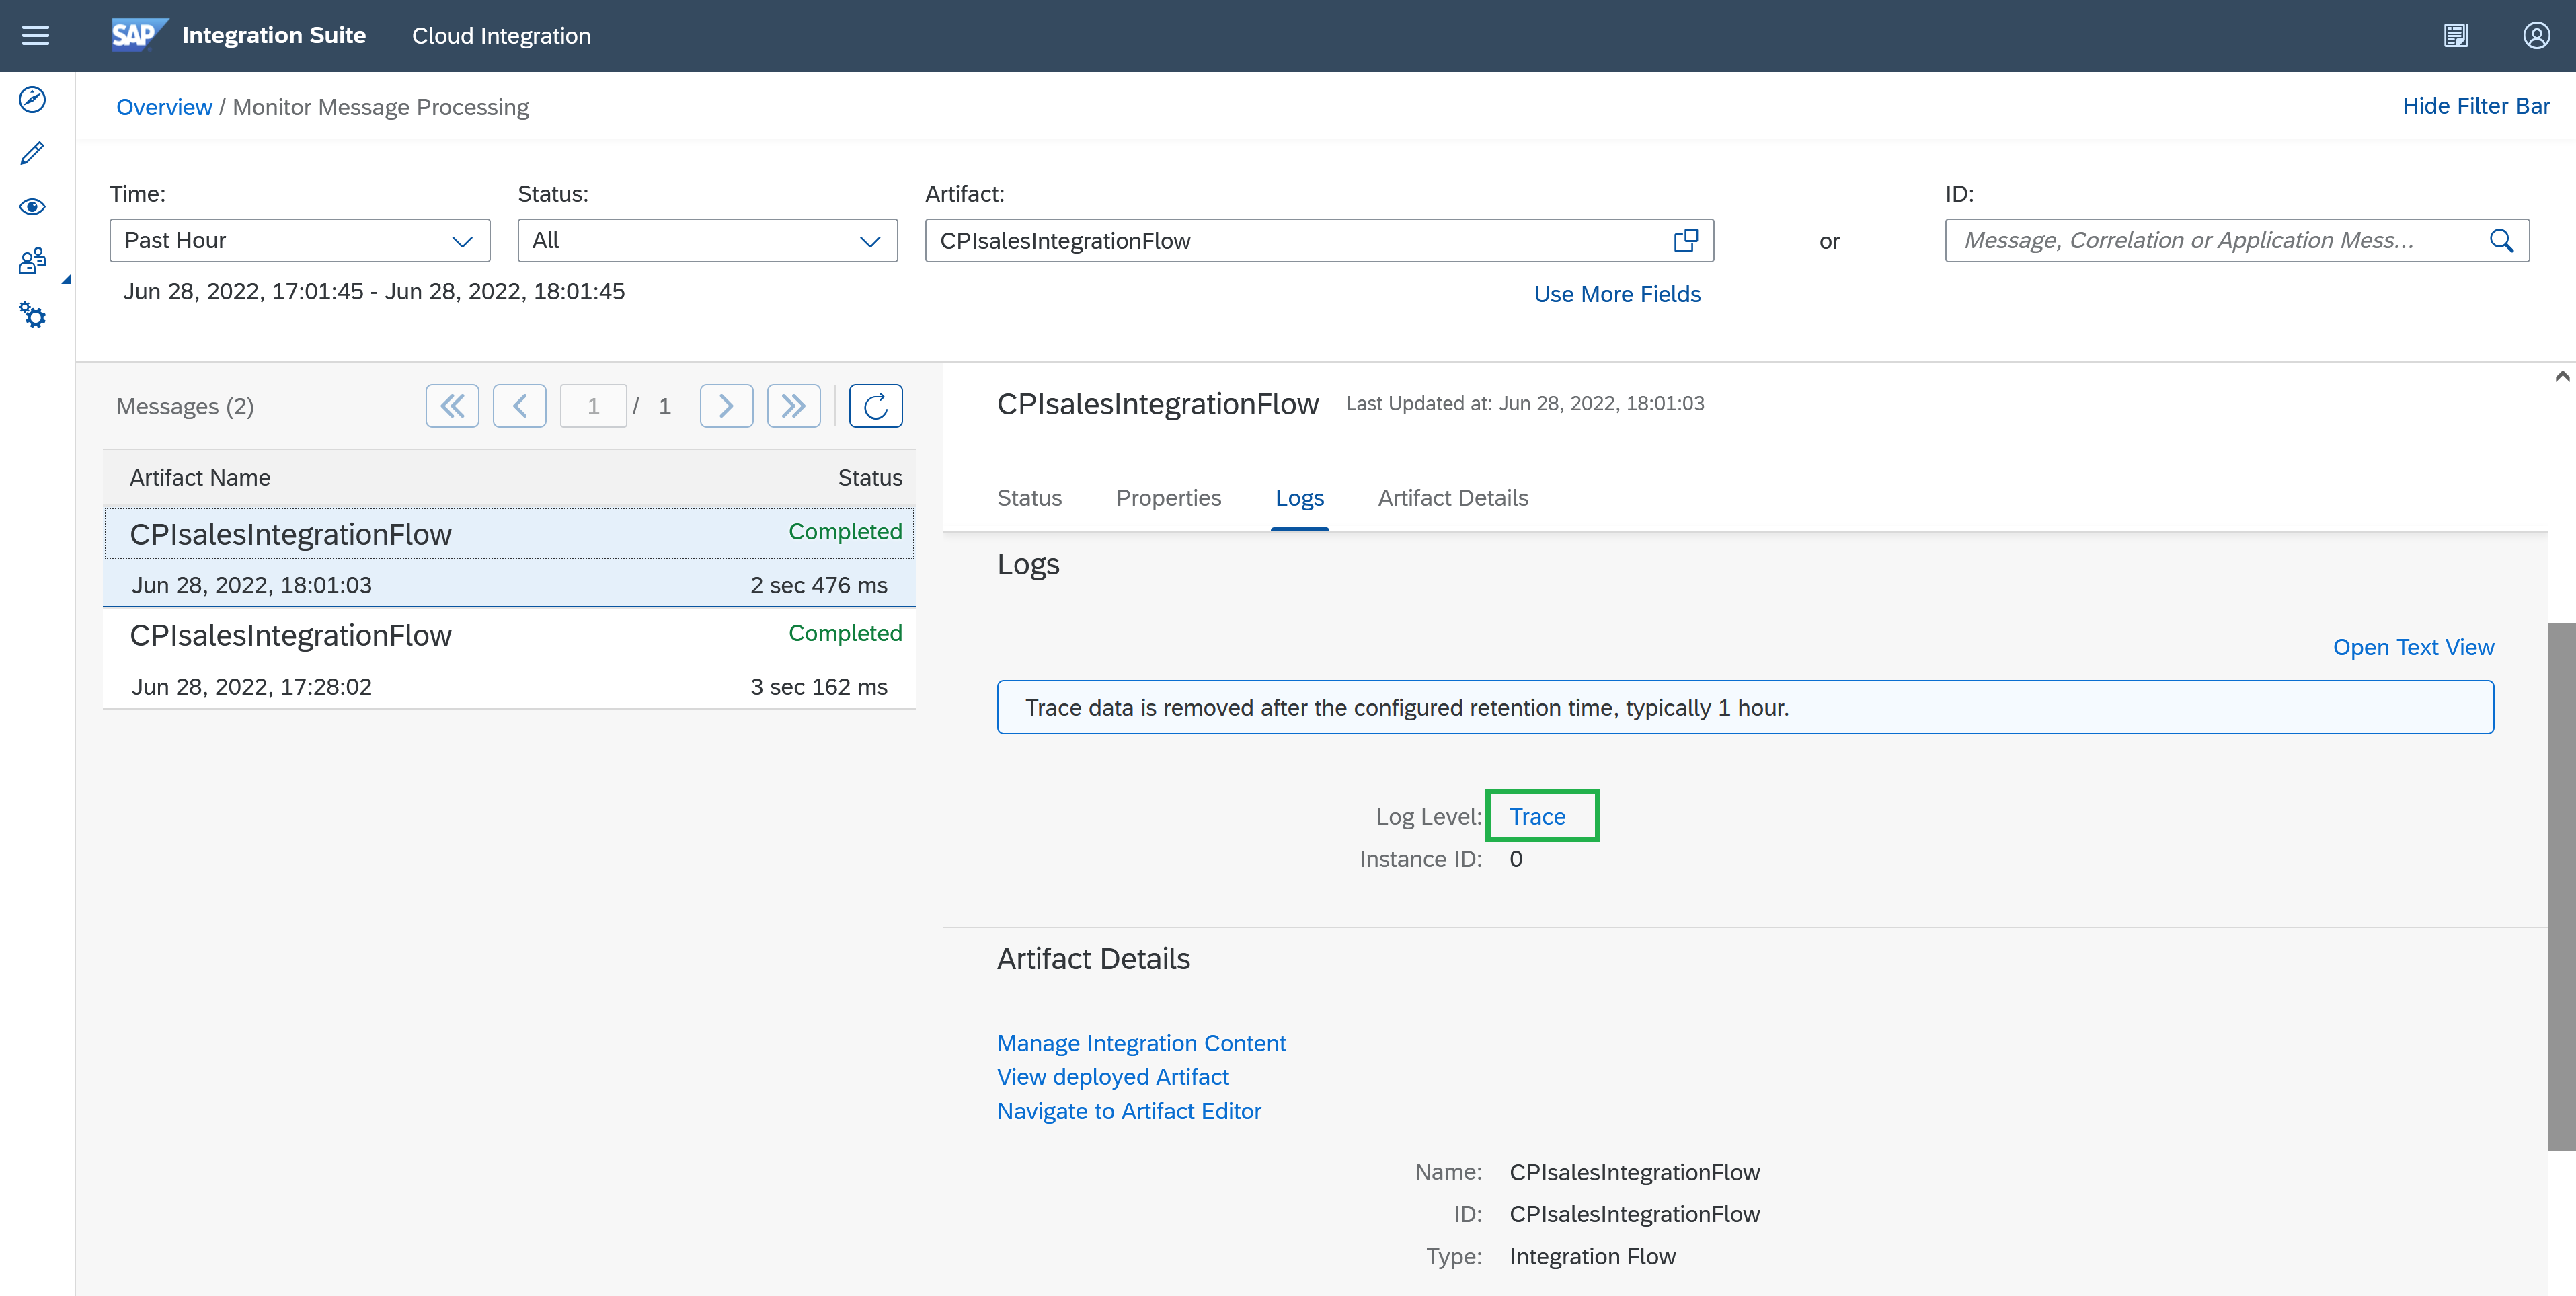 SAP Integration Suite Cloud Integration
Overview / Monitor Message Processing
Hide Filter Bar
Time:
Status:
Artifact:
ID:
Past Hour
All
CPIsalesIntegrationFlow
or
Message, Correlation or Application Mess...
Jun 28, 2022, 17:01:45 - Jun 28, 2022, 18:01:45
Use More Fields
Messages (2)
1 / 1
Artifact Name Status
CPIsalesIntegrationFlow Completed
Jun 28, 2022, 18:01:03 2 sec 476 ms
CPIsalesIntegrationFlow Completed
Jun 28, 2022, 17:28:02 3 sec 162 ms
CPIsalesIntegrationFlow Last Updated at: Jun 28, 2022, 18:01:03
Status Properties Logs Artifact Details
Logs
Open Text View
Trace data is removed after the configured retention time, typically 1 hour.
Log Level: Trace
Instance ID: 0
Artifact Details
Manage Integration Content
View deployed Artifact
Navigate to Artifact Editor
Name: CPIsalesIntegrationFlow
ID: CPIsalesIntegrationFlow
Type: Integration Flow